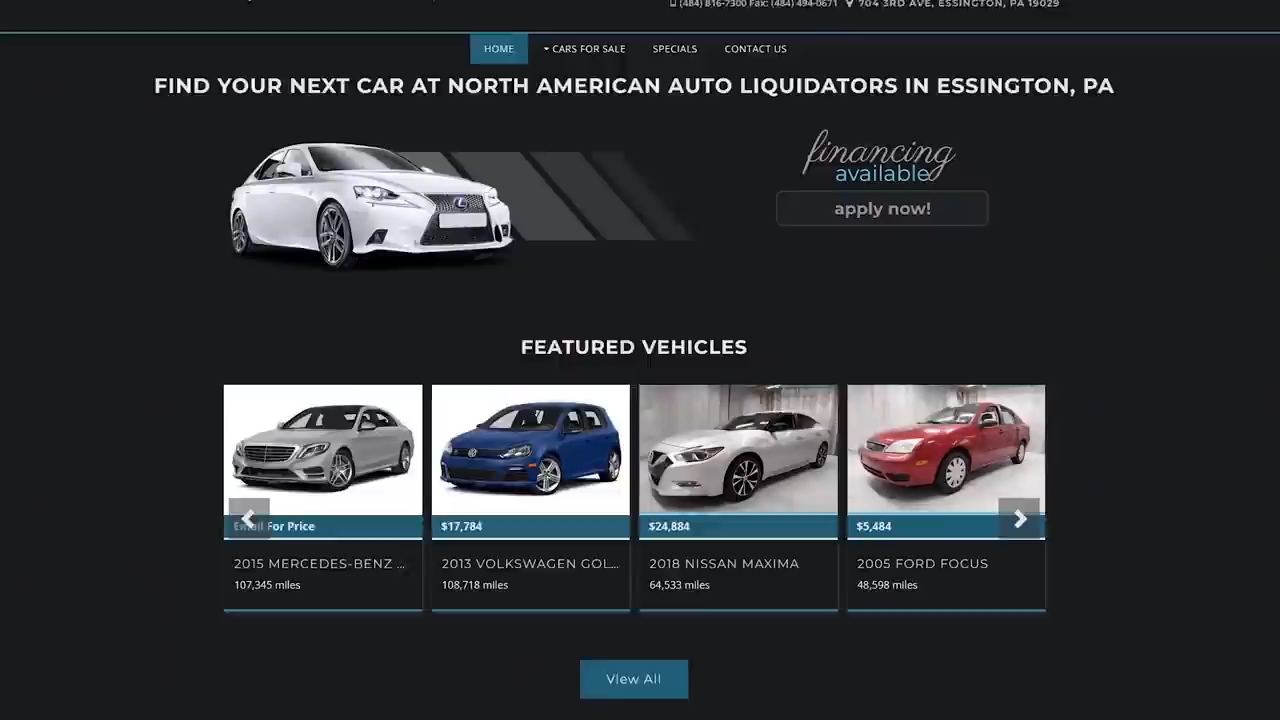 (484) 816-7300 Fax: (484) 494-0671 704 3RD AVE, ESSINGTON, PA 19029
HOME CARS FOR SALE SPECIALS CONTACT US
FIND YOUR NEXT CAR AT NORTH AMERICAN AUTO LIQUIDATORS IN ESSINGTON, PA
financing
available
apply now!
FEATURED VEHICLES
Email For Price $17,784 $24,884 $5,484
2015 MERCEDES-BENZ ... 2013 VOLKSWAGEN GOL... 2018 NISSAN MAXIMA 2005 FORD FOCUS
107,345 miles 108,718 miles 64,533 miles 48,598 miles
View All